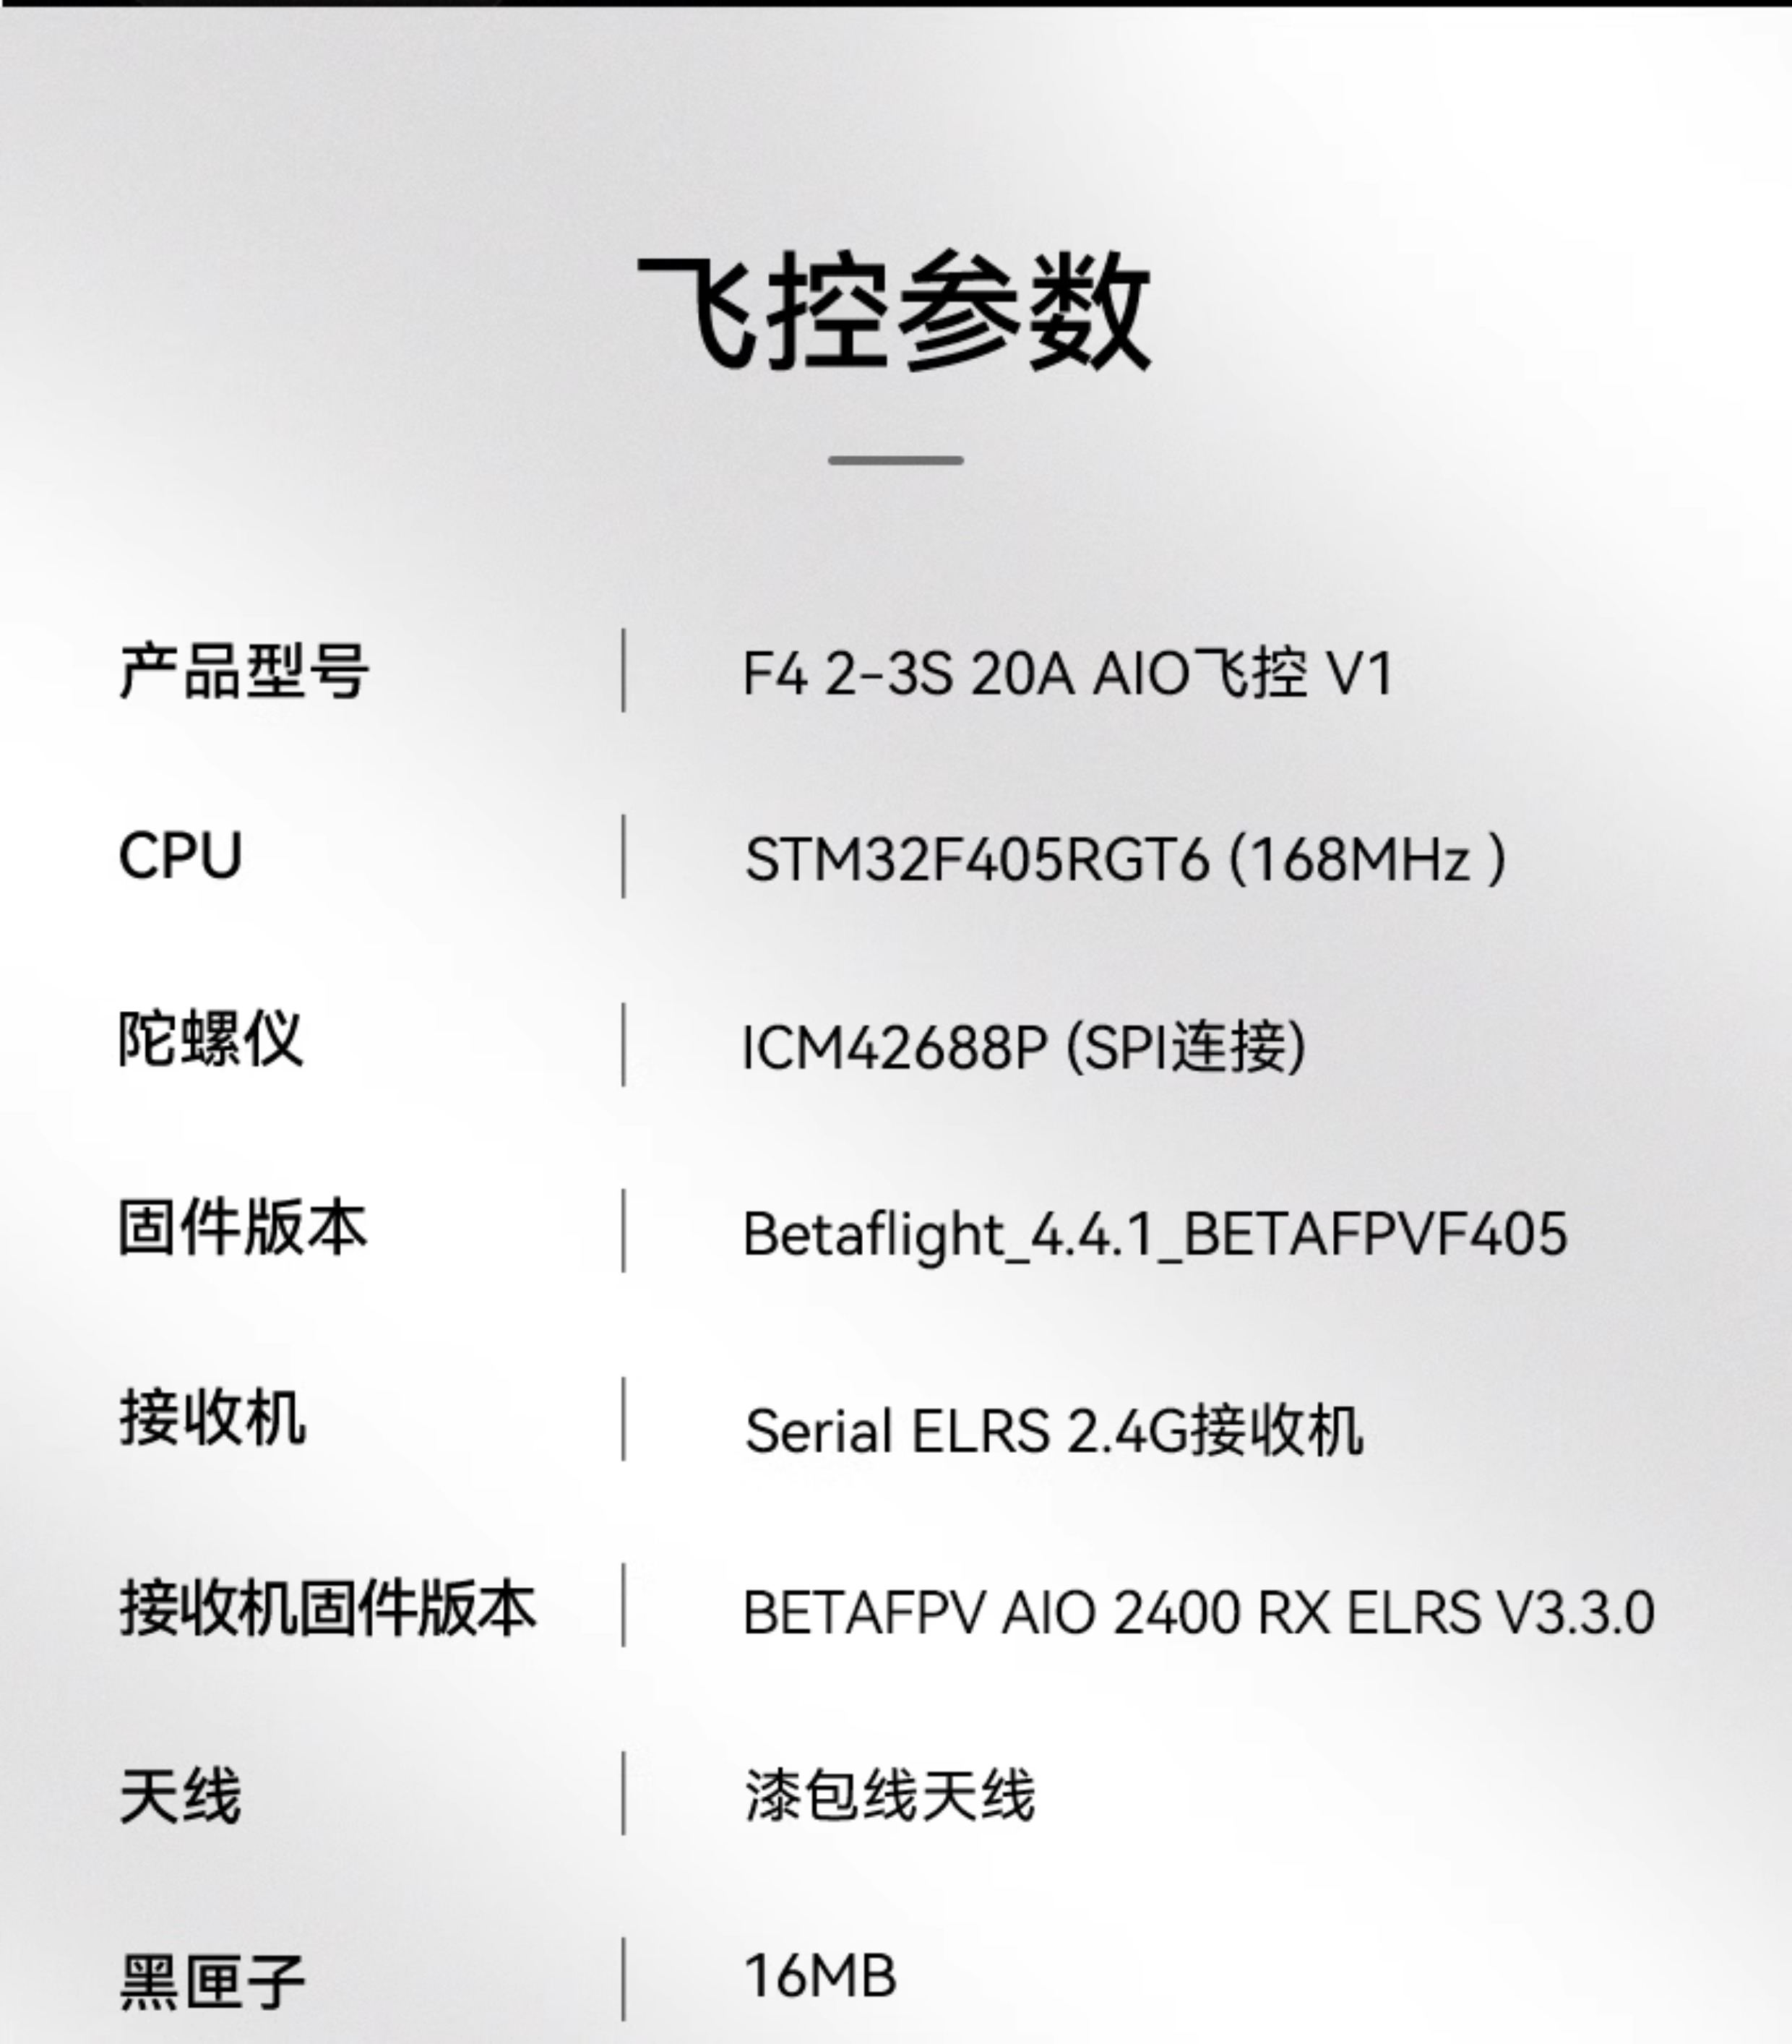 飞控参数
产品型号 F4 2-3S 20A AIO飞控 V1
CPU STM32F405RGT6 (168MHz )
陀螺仪 ICM42688P (SPI连接)
固件版本 Betaflight_4.4.1_BETAFPVF405
接收机 Serial ELRS 2.4G接收机
接收机固件版本 BETAFPV AIO 2400 RX ELRS V3.3.0
天线 漆包线天线
黑匣子 16MB